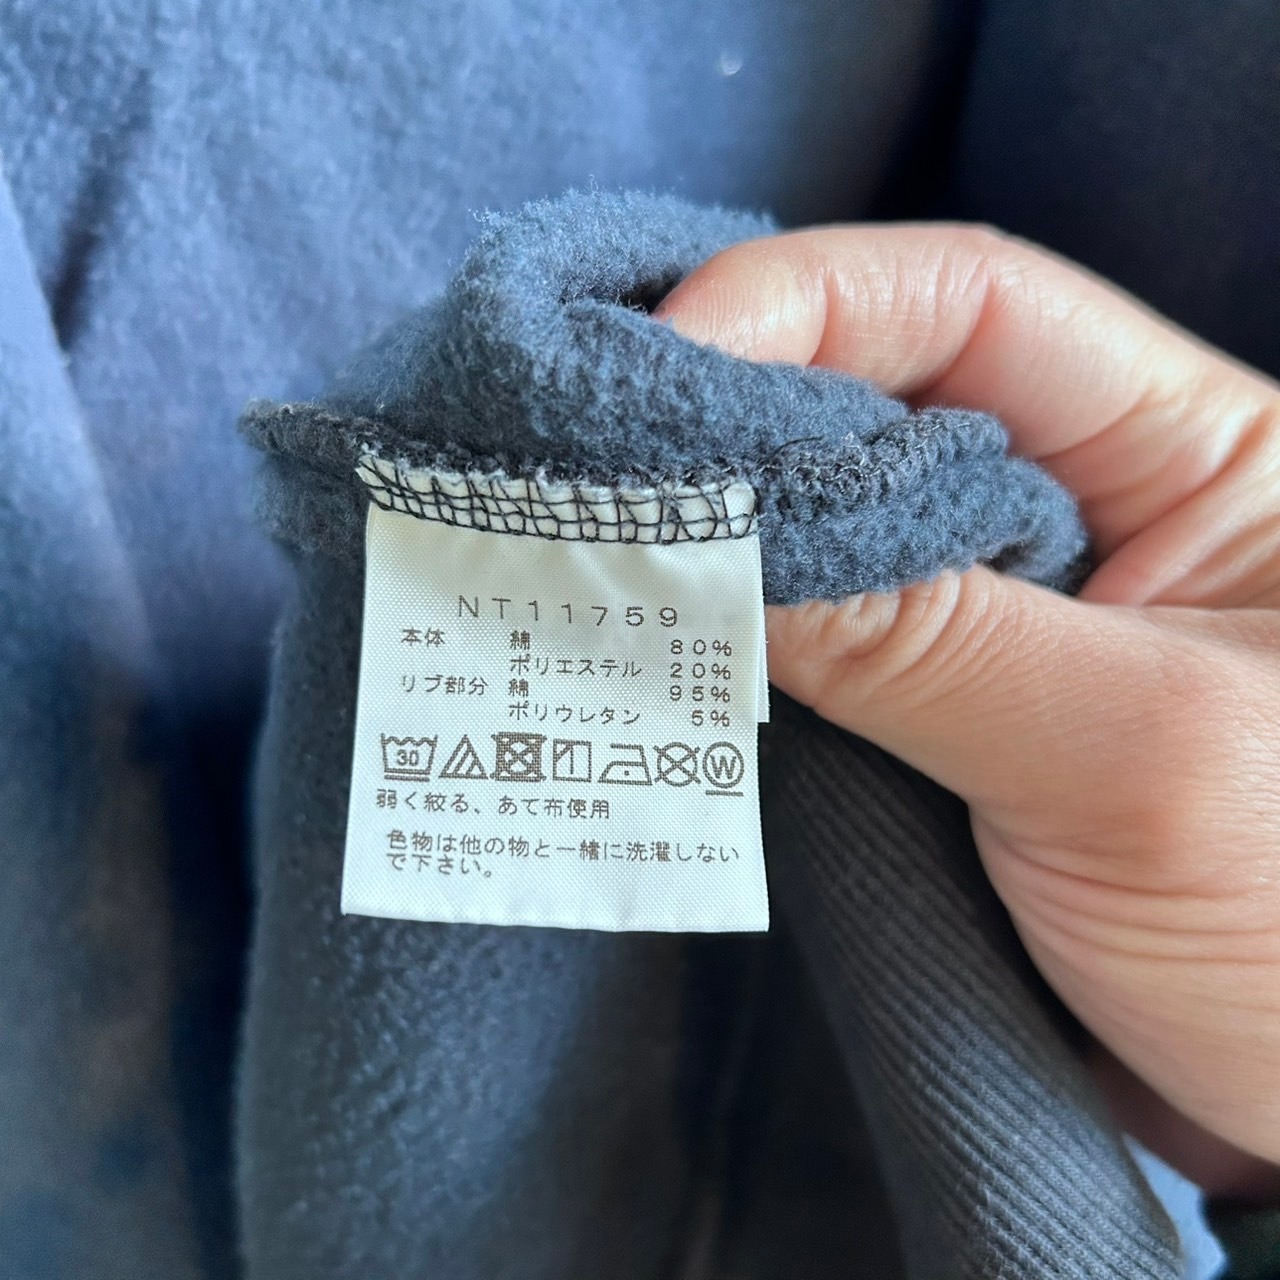 NT11759
本体 綿 80%
ポリエステル 20%
リブ部分 綿 95%
ポリウレタン 5%
30 W
弱く絞る、あて布使用
色物は他の物と一緒に洗濯しない
で下さい。